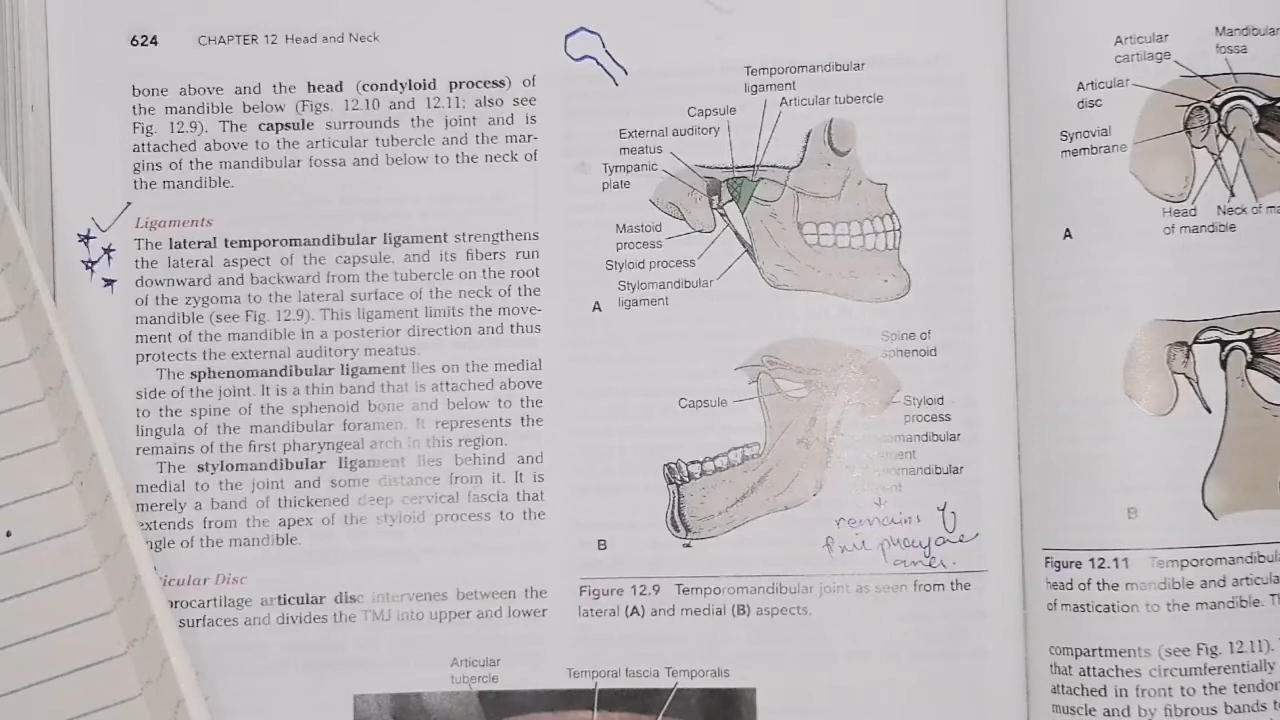 624 CHAPTER 12 Head and Neck
bone above and the head (condyloid process) of
the mandible below (Figs. 12.10 and 12.11; also see
Fig. 12.9). The capsule surrounds the joint and is
attached above to the articular tubercle and the mar-
gins of the mandibular fossa and below to the neck of
the mandible.
Ligaments
The lateral temporomandibular ligament strengthens
the lateral aspect of the capsule, and its fibers run
downward and backward from the tubercle on the root
of the zygoma to the lateral surface of the neck of the
mandible (see Fig. 12.9). This ligament limits the move-
ment of the mandible in a posterior direction and thus
protects the external auditory meatus.
The sphenomandibular ligament lies on the medial
side of the joint. It is a thin band that is attached above
to the spine of the sphenoid bone and below to the
lingula of the mandibular foramen. It represents the
remains of the first pharyngeal arch in this region.
The stylomandibular ligament lies behind and
medial to the joint and some distance from it. It is
merely a band of thickened deep cervical fascia that
extends from the apex of the styloid process to the
ngle of the mandible.
icular Disc
brocartilage articular disc intervenes between the
surfaces and divides the TMJ into upper and lower
Temporomandibular
ligament
Capsule
Articular tubercle
External auditory
meatus
Tympanic
plate
Mastoid
process
Styloid process
Stylomandibular
ligament
A
Spine of
sphenoid
Capsule
Styloid
process
omandibular
ment
omandibular
ent
remains of
B
Figure 12.9 Temporomandibular joint as seen from the
lateral (A) and medial (B) aspects.
Articular
tubercle
Temporal fascia Temporalis
Articular
cartilage
Mandibular
fossa
Articular
disc
Synovial
membrane
Head
of mandible
Neck of ma
A
B
Figure 12.11 Temporomandibul
head of the mandible and articula
of mastication to the mandible. T
compartments (see Fig. 12.11).
that attaches circumferentially
attached in front to the tendo
muscle and by fibrous bands t